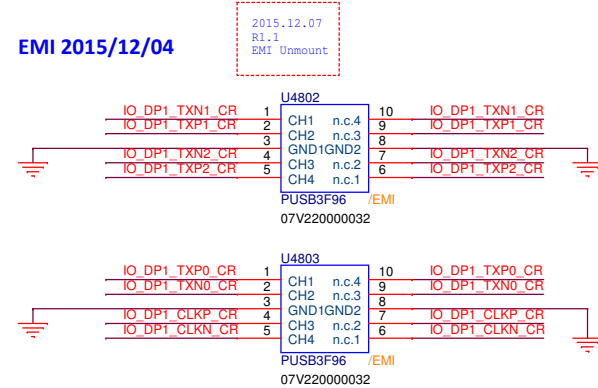 2015.12.07
R1.1
EMI Unmount
EMI 2015/12/04
U4802
IO_DP1_TXN1_CR 1 CH1 n.c.4 10 IO_DP1_TXN1_CR
IO_DP1_TXP1_CR 2 CH2 n.c.3 9 IO_DP1_TXP1_CR
3 GND1GND2 8
IO_DP1_TXN2_CR 4 CH3 n.c.2 7 IO_DP1_TXN2_CR
IO_DP1_TXP2_CR 5 CH4 n.c.1 6 IO_DP1_TXP2_CR
PUSB3F96 /EMI
07V220000032
U4803
IO_DP1_TXP0_CR 1 CH1 n.c.4 10 IO_DP1_TXP0_CR
IO_DP1_TXN0_CR 2 CH2 n.c.3 9 IO_DP1_TXN0_CR
3 GND1GND2 8
IO_DP1_CLKP_CR 4 CH3 n.c.2 7 IO_DP1_CLKP_CR
IO_DP1_CLKN_CR 5 CH4 n.c.1 6 IO_DP1_CLKN_CR
PUSB3F96 /EMI
07V220000032